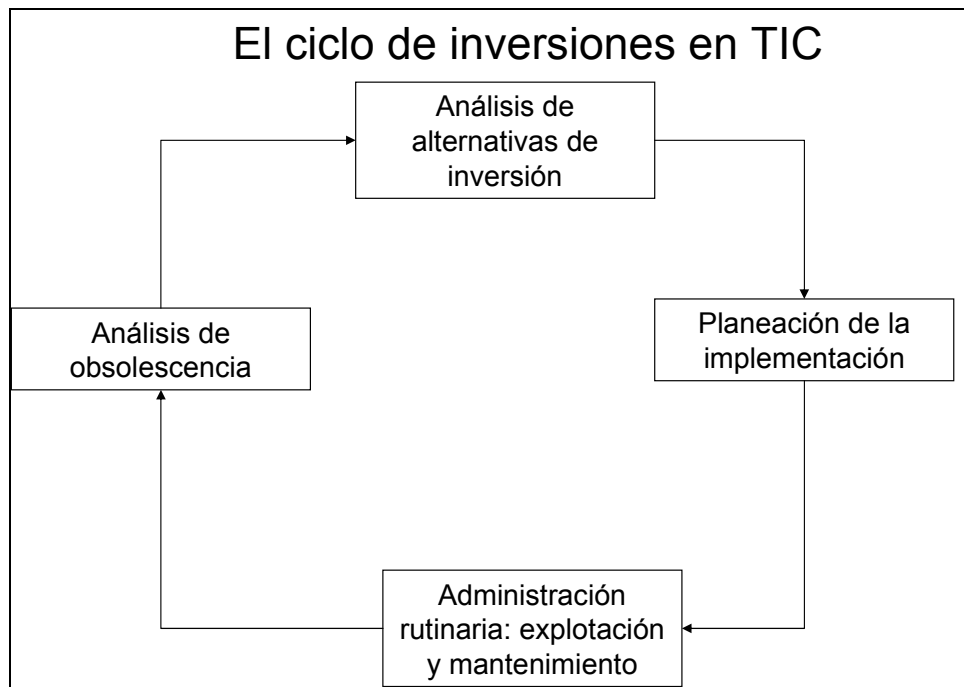 El ciclo de inversiones en TIC
Análisis de
alternativas de
inversión
Planeación de la
implementación
Administración
rutinaria: explotación
y mantenimiento
Análisis de
obsolescencia